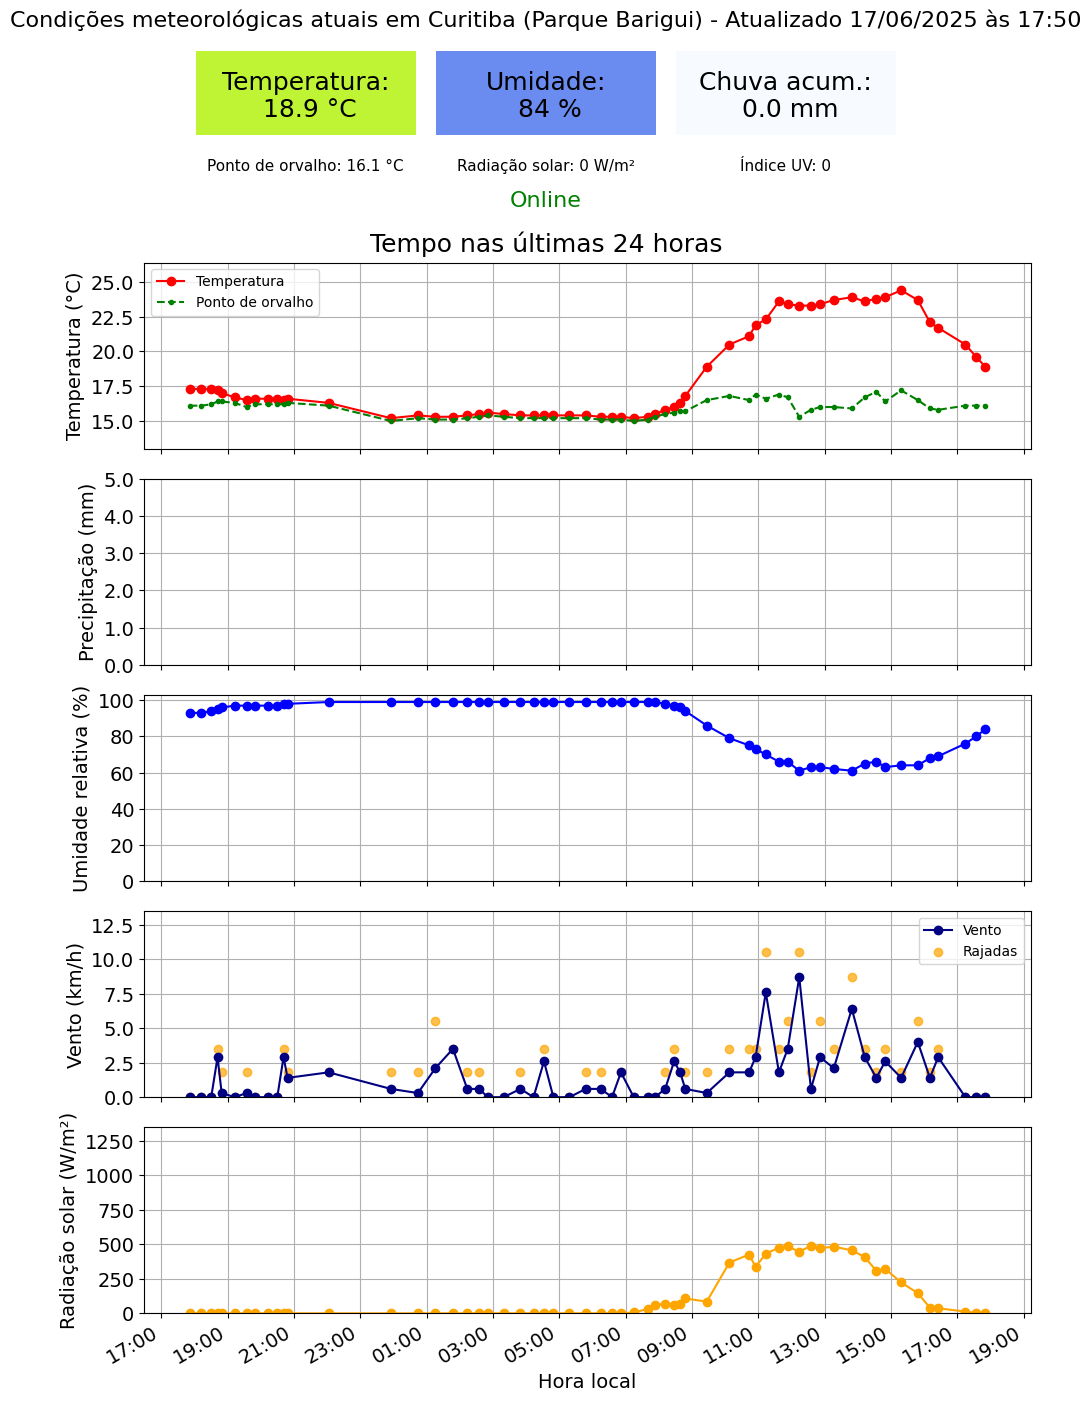 Condições meteorológicas atuais em Curitiba (Parque Barigui) - Atualizado 17/06/2025 às 17:50
Temperatura:
18.9 °C
Umidade:
84 %
Chuva acum.:
0.0 mm
Ponto de orvalho: 16.1 °C
Radiação solar: 0 W/m²
Índice UV: 0
Online
Tempo nas últimas 24 horas
Temperatura (°C)
25.0
22.5
20.0
17.5
15.0
Temperatura
Ponto de orvalho
Precipitação (mm)
5.0
4.0
3.0
2.0
1.0
0.0
Umidade relativa (%)
100
80
60
40
20
0
Vento (km/h)
12.5
10.0
7.5
5.0
2.5
0.0
Vento
Rajadas
Radiação solar (W/m²)
1250
1000
750
500
250
0
17:00
19:00
21:00
23:00
01:00
03:00
05:00
07:00
09:00
11:00
13:00
15:00
17:00
19:00
Hora local